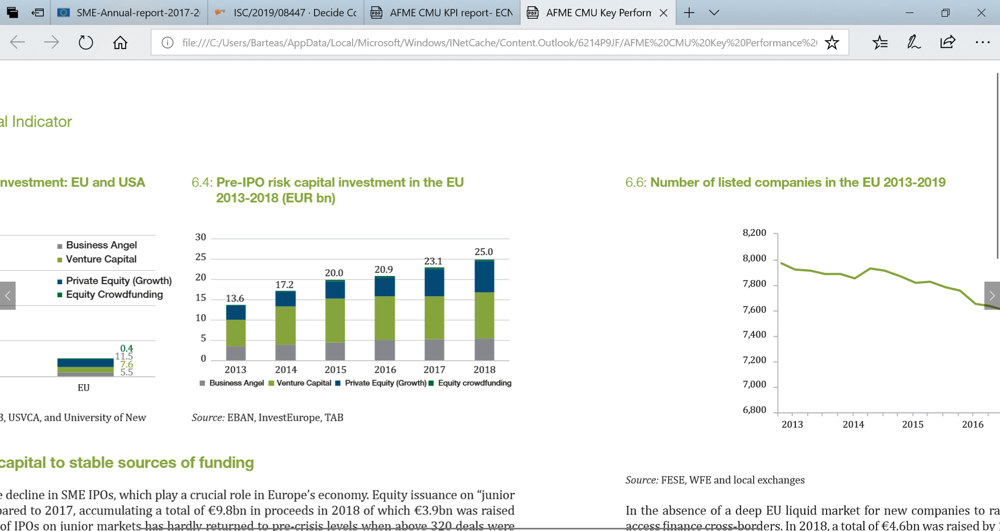 SME-Annual-report-2017-2
ISC/2019/08447 · Decide Cc
AFME CMU KPI report- ECN
AFME CMU Key Perform
file:///C:/Users/Barteas/AppData/Local/Microsoft/Windows/INetCache/Content.Outlook/6214P9JF/AFME%20CMU%20Key%20Performance%20
al Indicator
nvestment: EU and USA
Business Angel
Venture Capital
Private Equity (Growth)
Equity Crowdfunding
0.4
11.5
7.6
5.5
EU
3, USVCA, and University of New
6.4: Pre-IPO risk capital investment in the EU
2013-2018 (EUR bn)
30
25
20
15
10
5
0
13.6
17.2
20.0
20.9
23.1
25.0
2013 2014 2015 2016 2017 2018
Business Angel Venture Capital Private Equity (Growth) Equity crowdfunding
Source: EBAN, InvestEurope, TAB
capital to stable sources of funding
e decline in SME IPOs, which play a crucial role in Europe’s economy. Equity issuance on “junior
pared to 2017, accumulating a total of €9.8bn in proceeds in 2018 of which €3.9bn was raised
of IPOs on junior markets has hardly returned to pre-crisis levels when above 320 deals were
6.6: Number of listed companies in the EU 2013-2019
8,200
8,000
7,800
7,600
7,400
7,200
7,000
6,800
2013 2014 2015 2016
Source: FESE, WFE and local exchanges
In the absence of a deep EU liquid market for new companies to ra
access finance cross-borders. In 2018, a total of €4.6bn was raised by